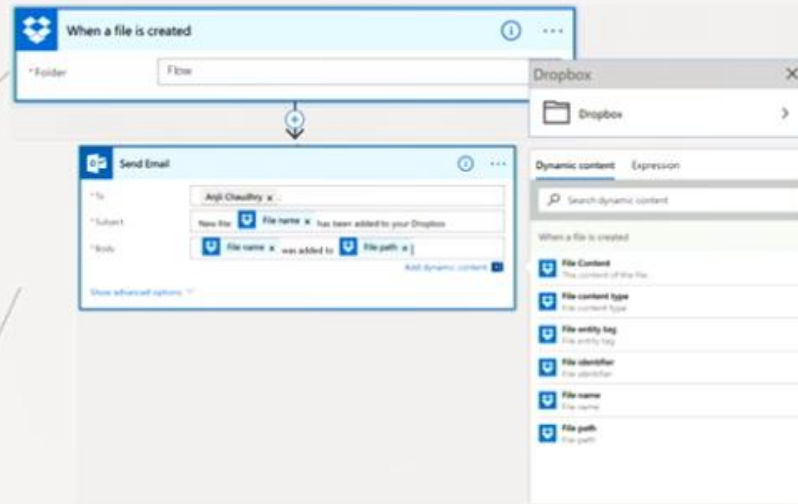 When a file is created
*Folder
Flow
Send Email
*To
Anjli Chaudhry x ;
*Subject
New file File name x has been added to your Dropbox
*Body
File name x was added to File path x
Add dynamic content
Show advanced options
Dropbox
Dropbox
Dynamic content Expression
Search dynamic content
When a file is created
File Content
The content of the file
File content type
File content type
File entity tag
File entity tag
File identifier
File identifier
File name
File name
File path
File path